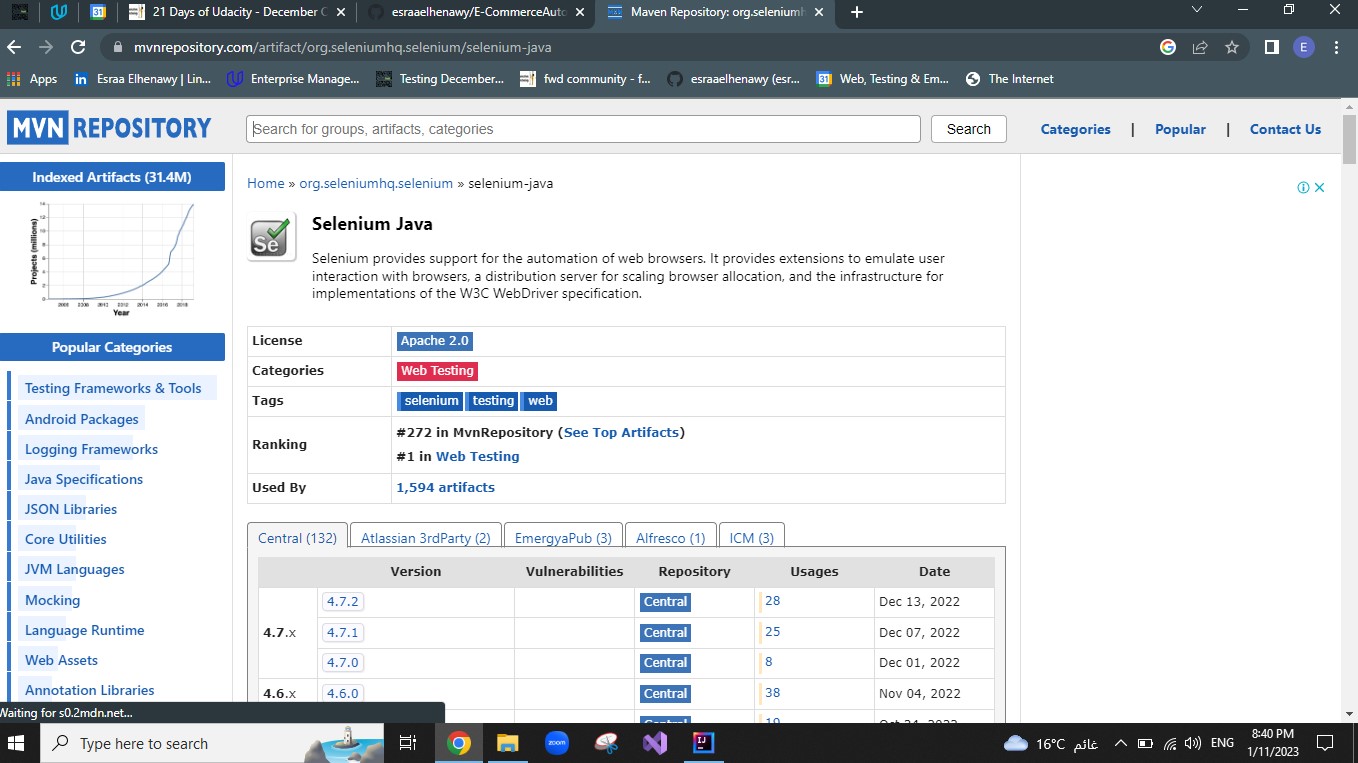 21 Days of Udacity - December C
esraaelhenawy/E-CommerceAuto
Maven Repository: org.seleniumh
mvnrepository.com/artifact/org.seleniumhq.selenium/selenium-java
E
Apps
Esraa Elhenawy | Lin...
Enterprise Manage...
Testing December...
fwd community - f...
esraaelhenawy (esr...
Web, Testing & Em...
The Internet
MVN REPOSITORY
Search for groups, artifacts, categories
Search
Categories | Popular | Contact Us
Indexed Artifacts (31.4M)
Projects (millions)
Year
Popular Categories
Testing Frameworks & Tools
Android Packages
Logging Frameworks
Java Specifications
JSON Libraries
Core Utilities
JVM Languages
Mocking
Language Runtime
Web Assets
Annotation Libraries
Home » org.seleniumhq.selenium » selenium-java
Se
Selenium Java
Selenium provides support for the automation of web browsers. It provides extensions to emulate user
interaction with browsers, a distribution server for scaling browser allocation, and the infrastructure for
implementations of the W3C WebDriver specification.
License Apache 2.0
Categories Web Testing
Tags selenium testing web
Ranking #272 in MvnRepository (See Top Artifacts)
#1 in Web Testing
Used By 1,594 artifacts
Central (132) Atlassian 3rdParty (2) EmergyaPub (3) Alfresco (1) ICM (3)
Version Vulnerabilities Repository Usages Date
4.7.2 Central 28 Dec 13, 2022
4.7.x 4.7.1 Central 25 Dec 07, 2022
4.7.0 Central 8 Dec 01, 2022
4.6.x 4.6.0 Central 38 Nov 04, 2022
Waiting for s0.2mdn.net...
Type here to search
zoom
16°C غائم
ENG
8:40 PM
1/11/2023